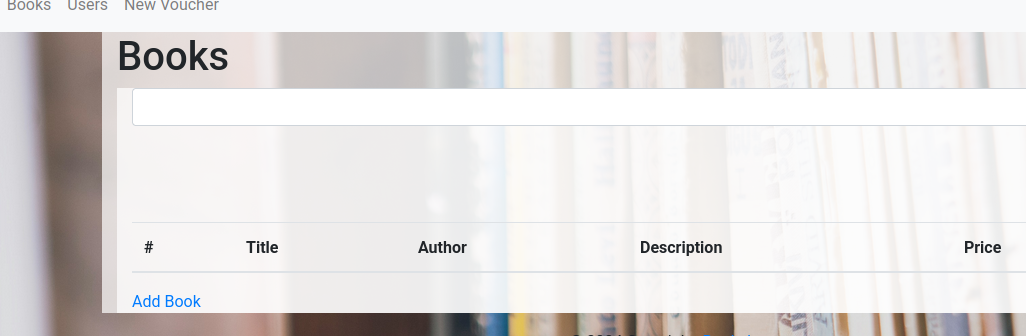 Books Users New Voucher
Books
# Title Author Description Price
Add Book